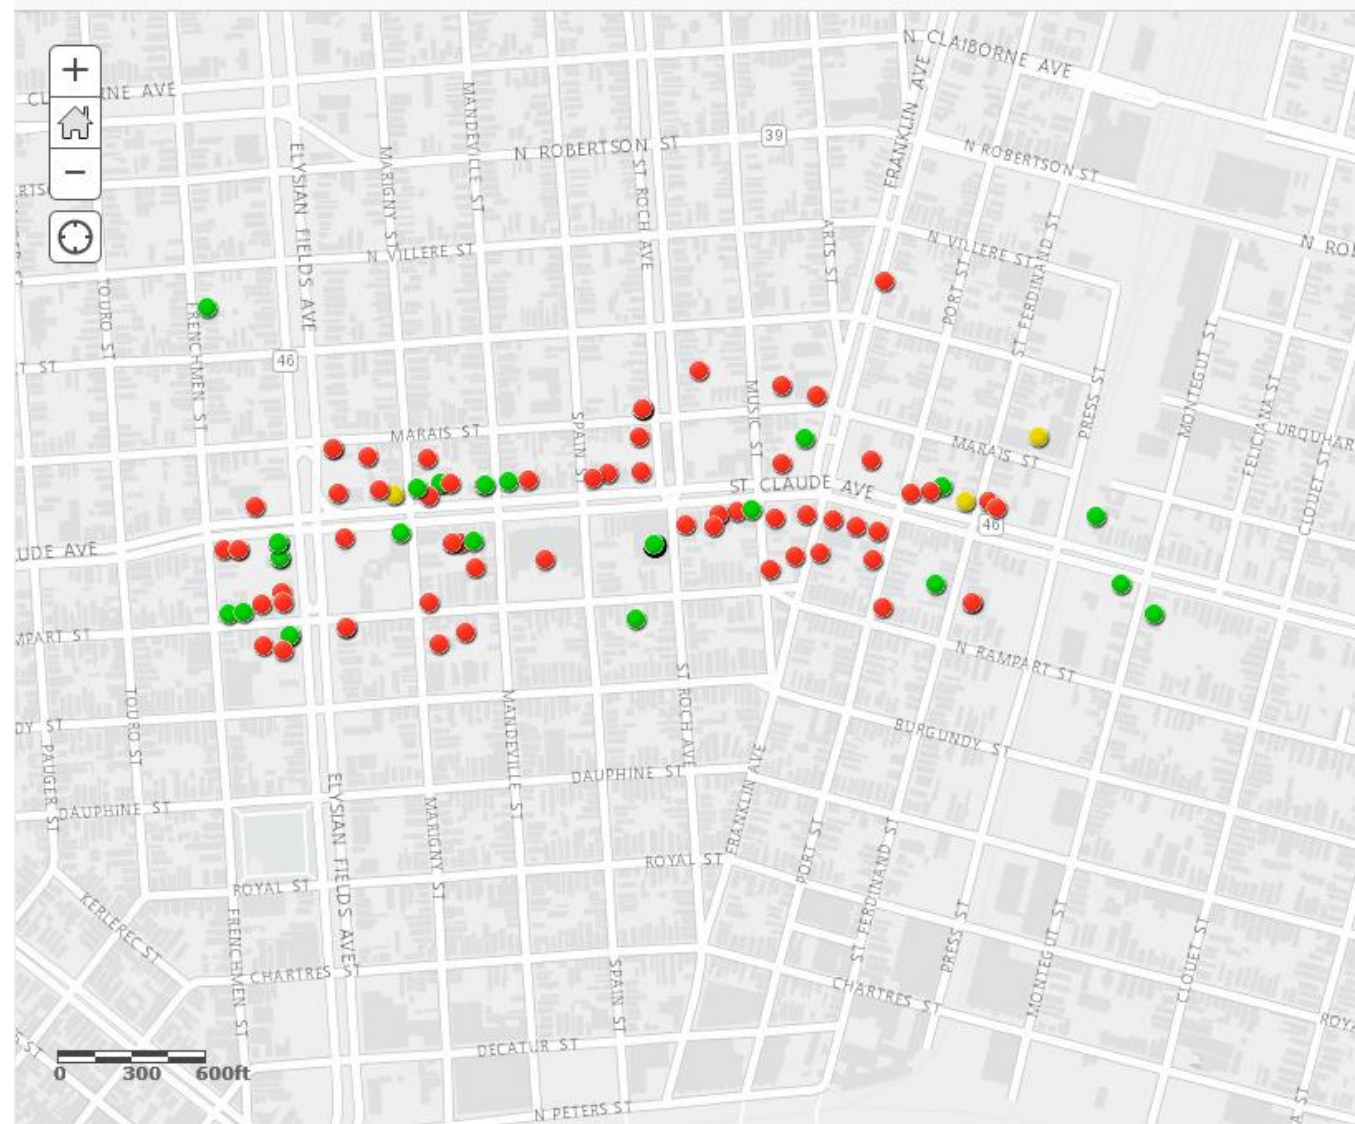 N CLAIBORNE AVE
+
RNE AVE
39
FRANKLIN AVE
MANDEVILLE ST
N ROBERTSON ST
N ROBERTSON ST
ELYSIAN FIELDS AVE
MARIGNY ST
ST ROCH AVE
−
ARTS ST
N VILLERE ST
N VILLERE ST
PORT ST
ST FERDINAND ST
TOURO ST
FRENCHMEN ST
46
MONTEGUT ST
FELICIANA ST
PRESS ST
MUSIC ST
SPAIN ST
MARAIS ST
MARAIS ST
CLOUET ST
ST CLAUDE AVE
46
UDE AVE
MPART ST
N RAMPART ST
TOURO ST
MANDEVILLE ST
ST ROCH AVE
DY ST
BURGUNDY ST
PAUGER ST
DAUPHINE ST
DAUPHINE ST
ELYSIAN FIELDS AVE
MARIGNY ST
FRANKLIN AVE
PORT ST
ST FERDINAND ST
ROYAL ST
ROYAL ST
KERLEREC ST
FRENCHMEN ST
PRESS ST
MONTEGUT ST
CLOUET ST
CHARTRES ST
SPAIN ST
CHARTRES ST
DECATUR ST
0 300 600ft
N PETERS ST